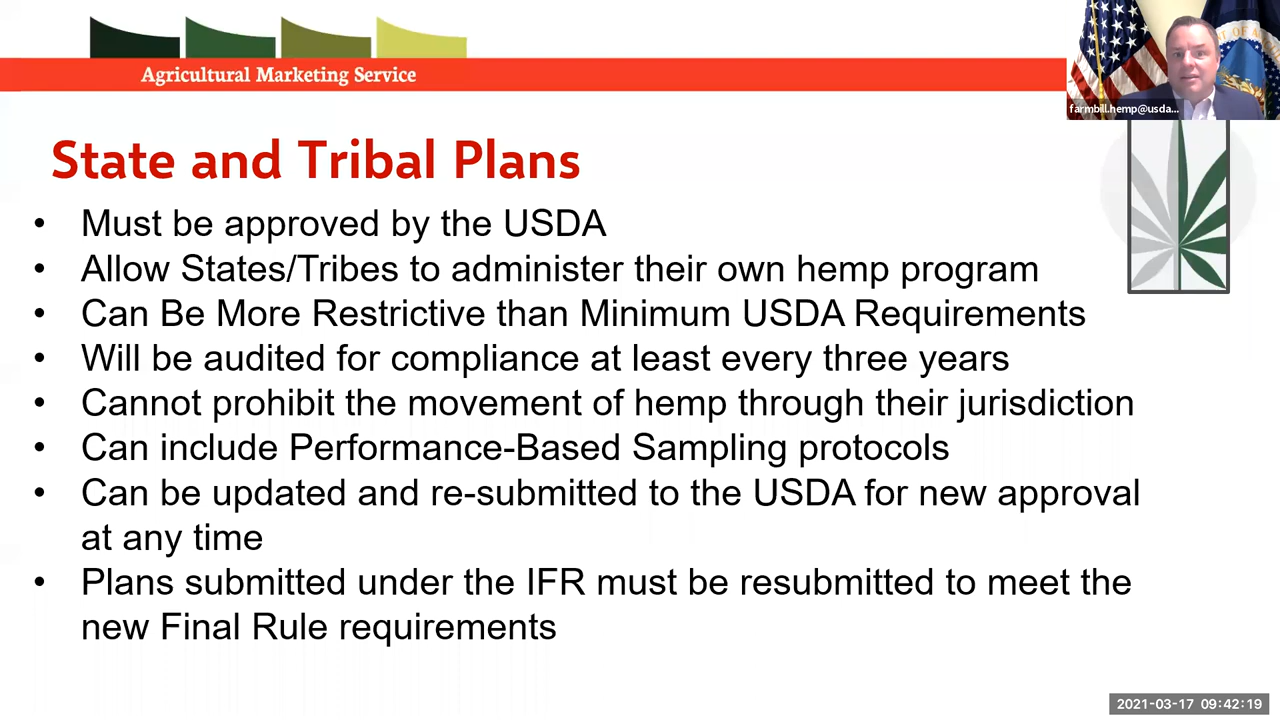 Agricultural Marketing Service
farmbill.hemp@usda...
State and Tribal Plans
• Must be approved by the USDA
• Allow States/Tribes to administer their own hemp program
• Can Be More Restrictive than Minimum USDA Requirements
• Will be audited for compliance at least every three years
• Cannot prohibit the movement of hemp through their jurisdiction
• Can include Performance-Based Sampling protocols
• Can be updated and re-submitted to the USDA for new approval
at any time
• Plans submitted under the IFR must be resubmitted to meet the
new Final Rule requirements
2021-03-17 09:42:19